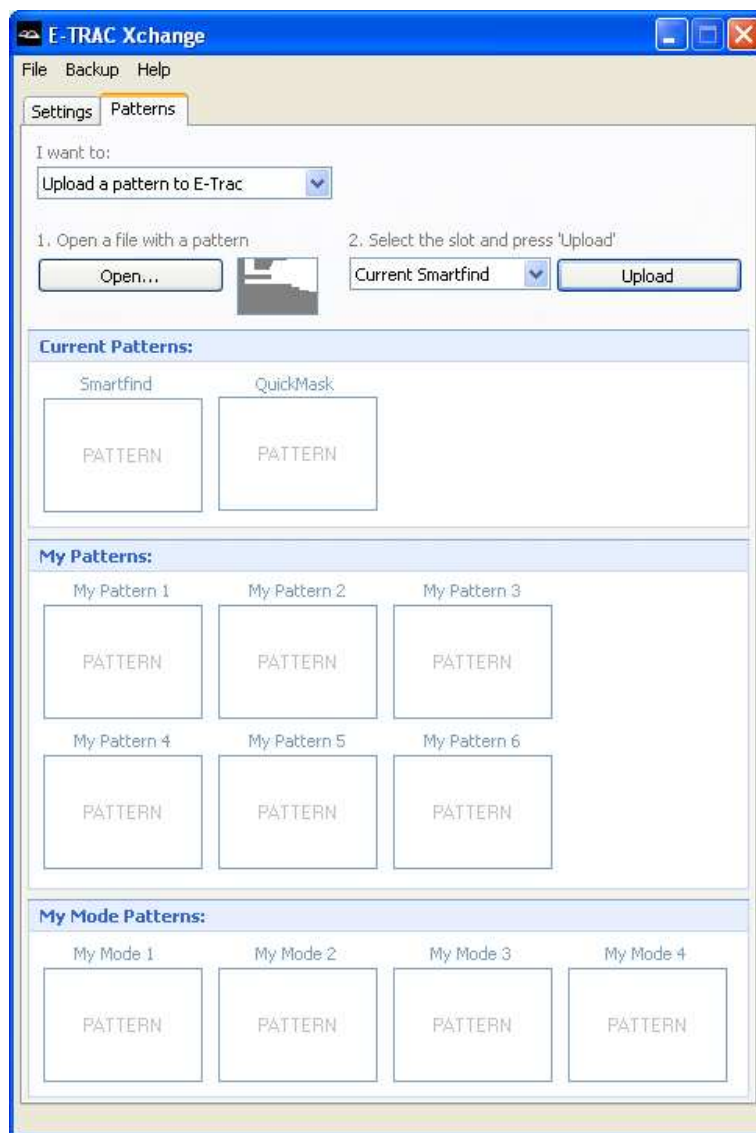 E-TRAC Xchange
File Backup Help
Settings Patterns
I want to:
Upload a pattern to E-Trac
1. Open a file with a pattern 2. Select the slot and press 'Upload'
Open... Current Smartfind Upload
Current Patterns:
Smartfind QuickMask
PATTERN PATTERN
My Patterns:
My Pattern 1 My Pattern 2 My Pattern 3
PATTERN PATTERN PATTERN
My Pattern 4 My Pattern 5 My Pattern 6
PATTERN PATTERN PATTERN
My Mode Patterns:
My Mode 1 My Mode 2 My Mode 3 My Mode 4
PATTERN PATTERN PATTERN PATTERN